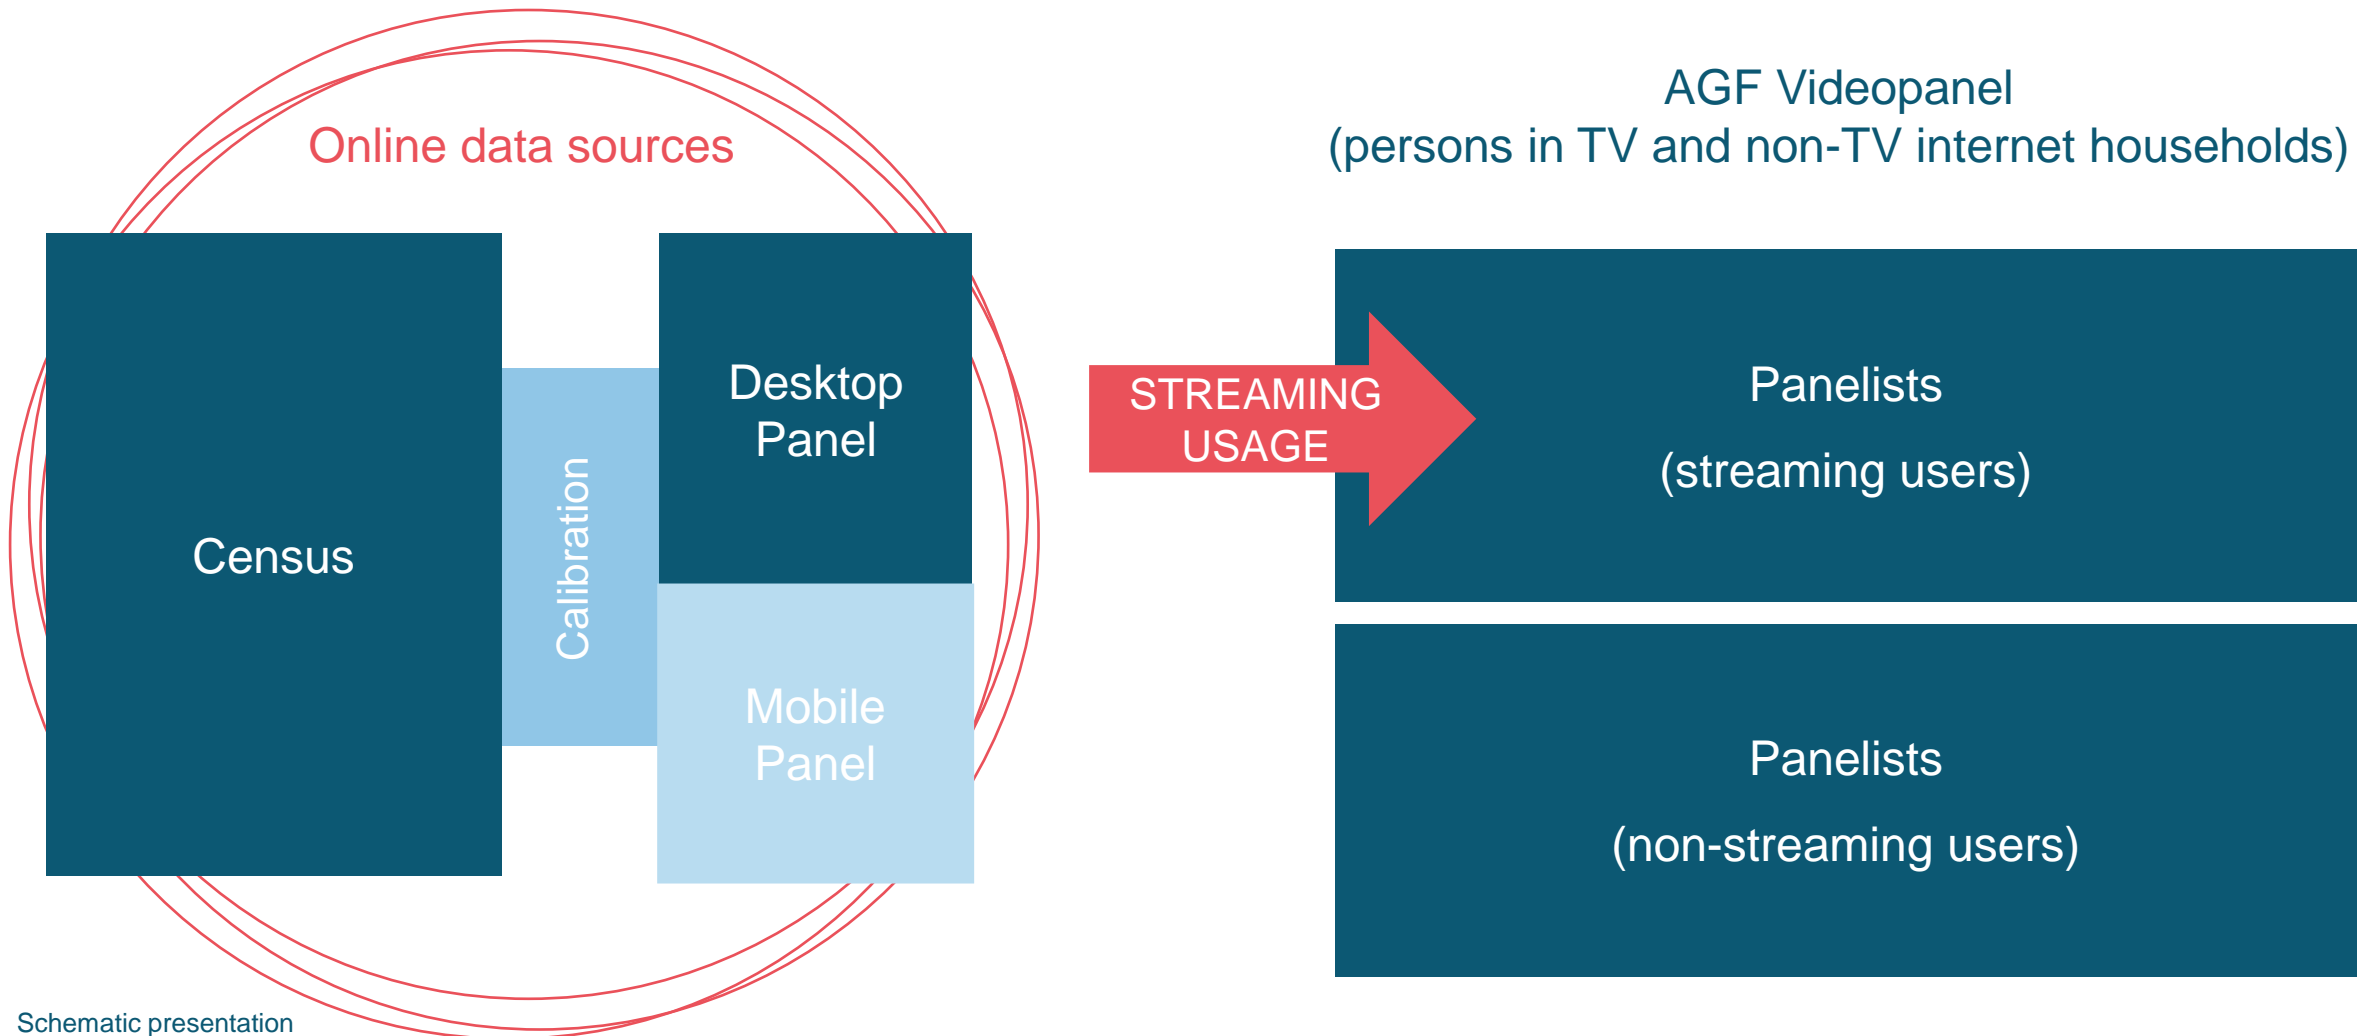 Online data sources
Census
Calibration
Desktop
Panel
Mobile
Panel
STREAMING
USAGE
AGF Videopanel
(persons in TV and non-TV internet households)
Panelists
(streaming users)
Panelists
(non-streaming users)
Schematic presentation